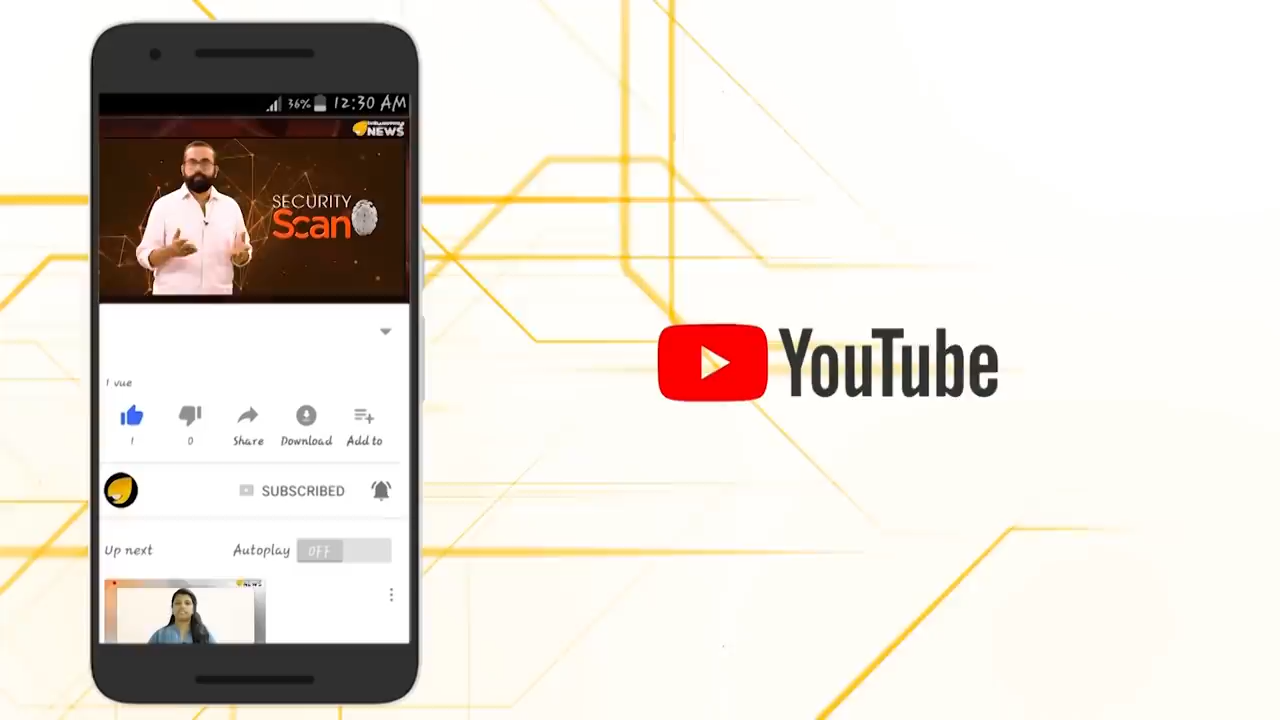 36% 12:30 AM
NEWS
SECURITY
Scan
1 vue
1
0
Share
Download
Add to
SUBSCRIBED
Up next
Autoplay
OFF
NEWS
YouTube